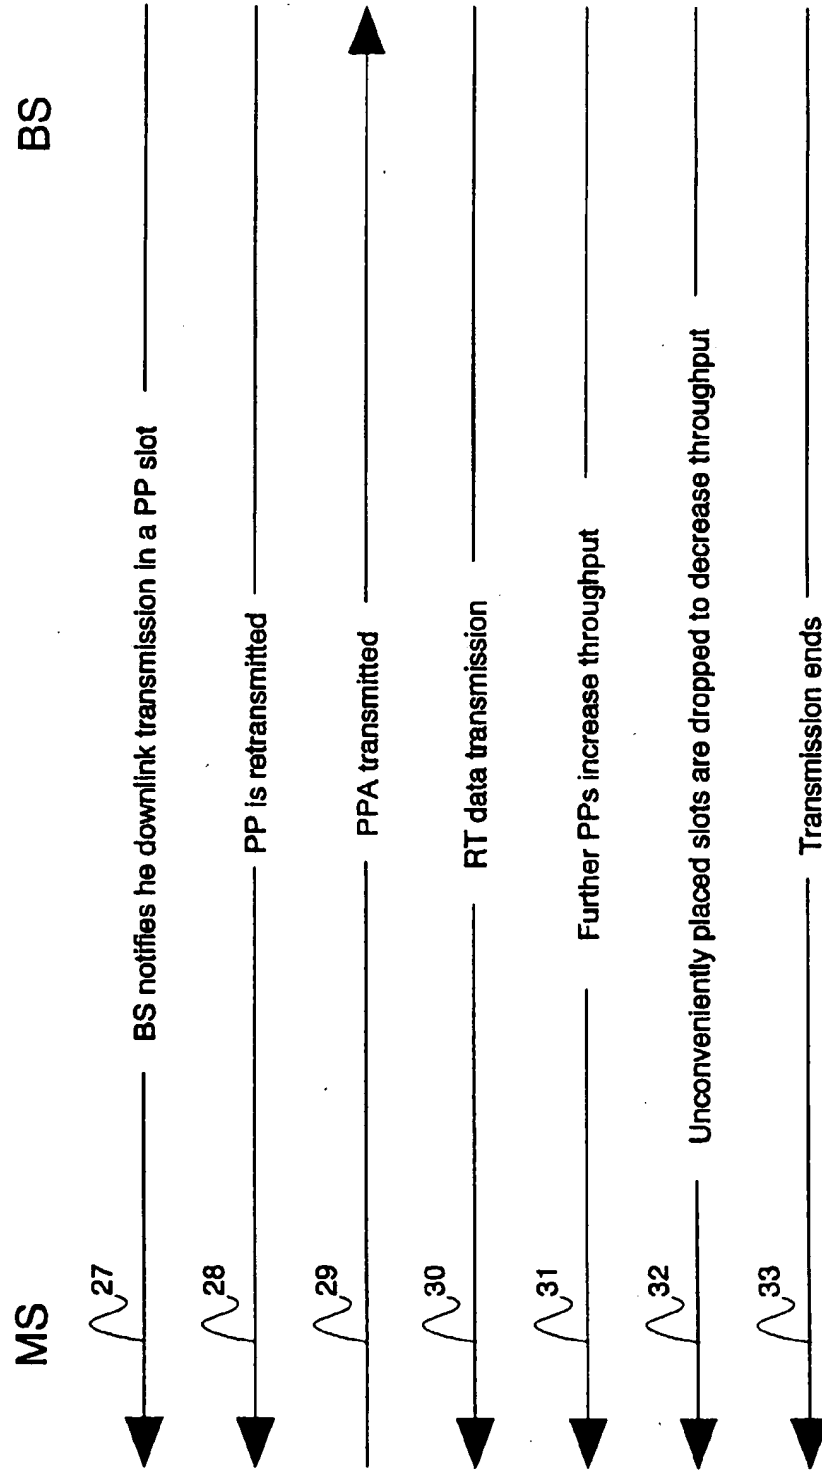 MS
BS
27
BS notifies he downlink transmission in a PP slot
28
PP is retransmitted
29
PPA transmitted
30
RT data transmission
31
Further PPs increase throughput
32
Unconveniently placed slots are dropped to decrease throughput
33
Transmission ends